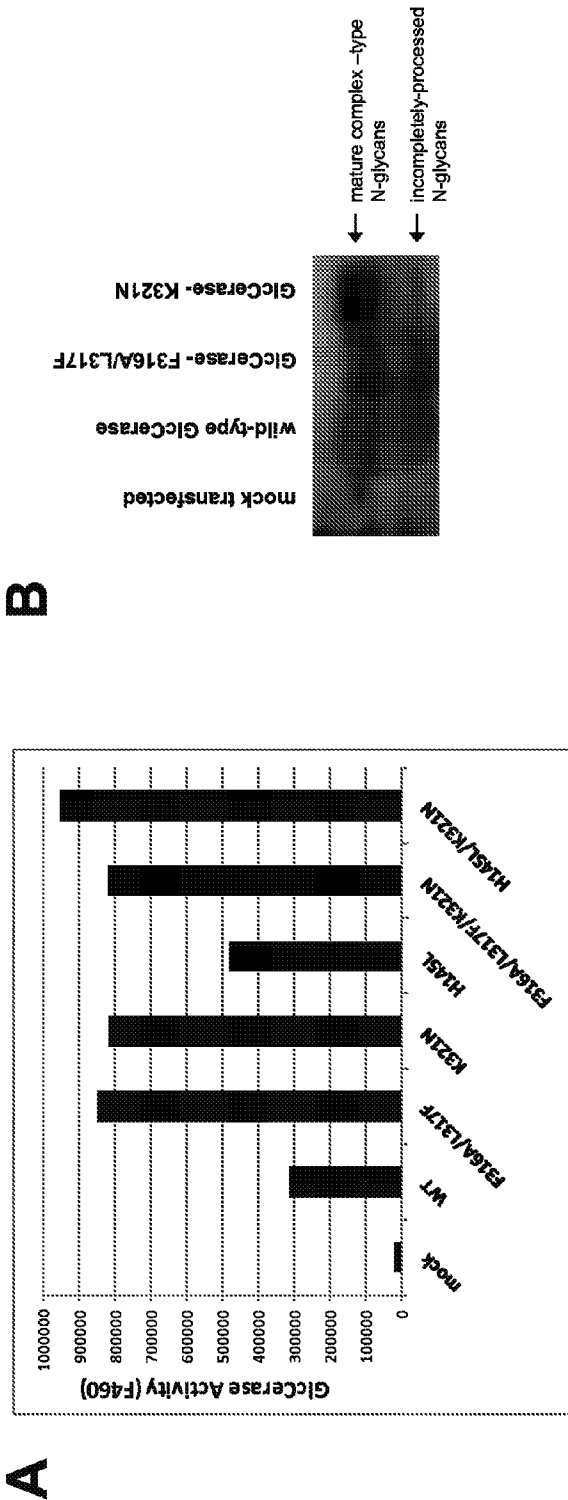 A
GlcCerase Activity (F460)
1000000
900000
800000
700000
600000
500000
400000
300000
200000
100000
0
mock
WT
F316A/L317F
K321N
H145L
F316A/L317F/K321N
H145L/K321N
B
mock transfected
wild-type GlcCerase
GlcCerase- F316A/L317F
GlcCerase- K321N
mature complex –type
N-glycans
incompletely-processed
N-glycans